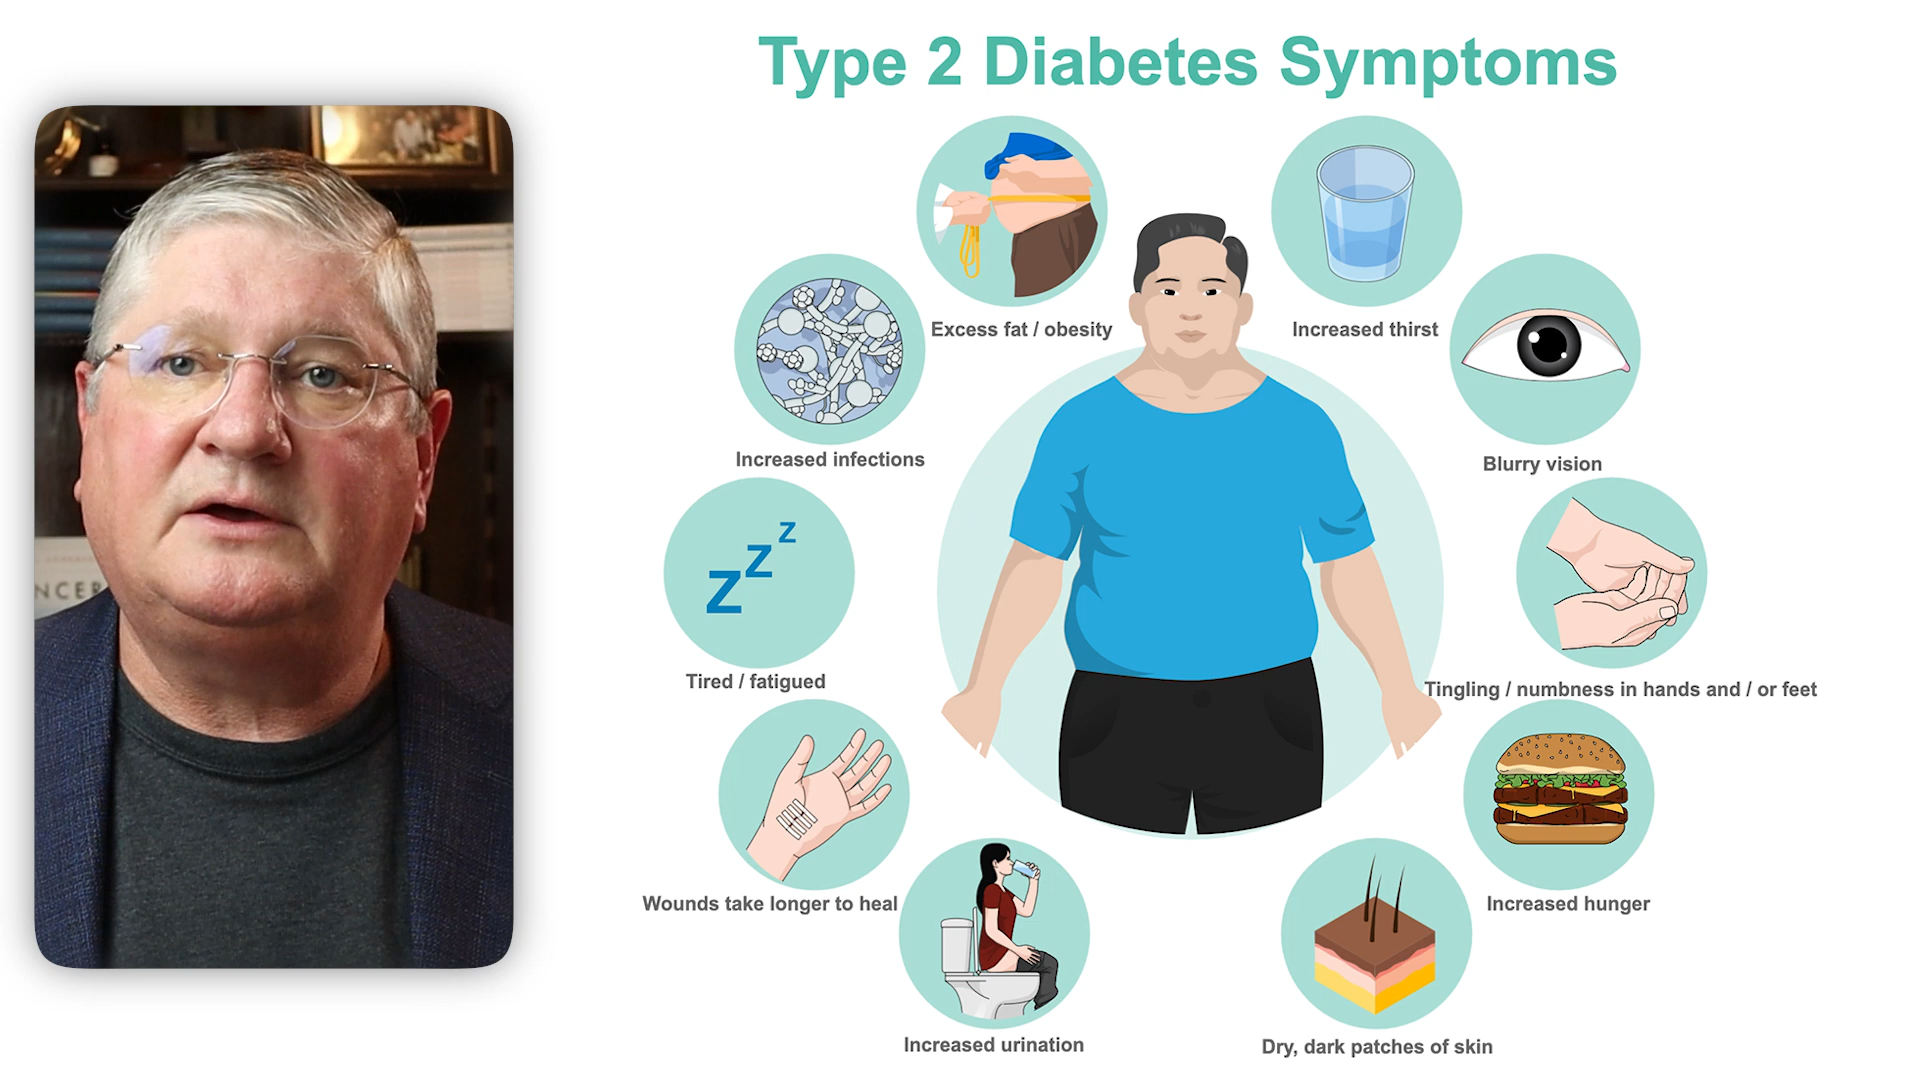 Type 2 Diabetes Symptoms
Excess fat / obesity
Increased thirst
Increased infections
Blurry vision
Tired / fatigued
z z z
Tingling / numbness in hands and / or feet
Wounds take longer to heal
Increased hunger
Increased urination
Dry, dark patches of skin
NCER